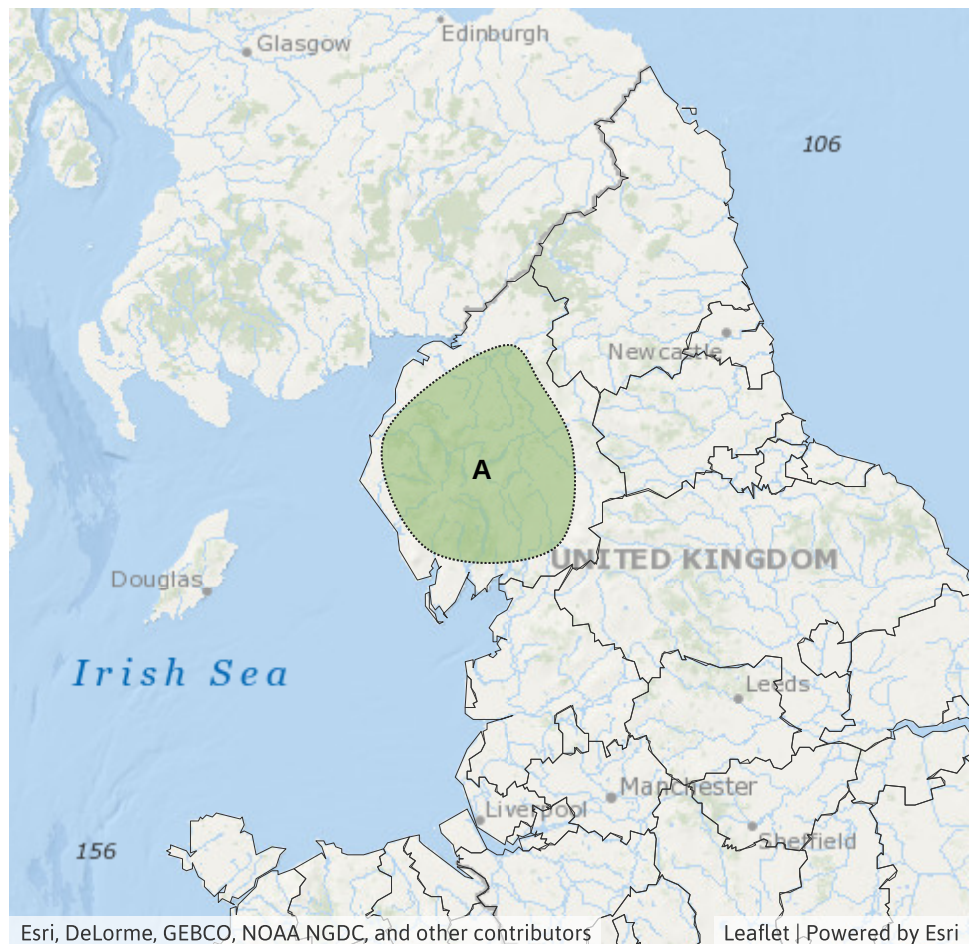 Glasgow
Edinburgh
106
Newcastle
A
UNITED KINGDOM
Douglas
Irish Sea
Leeds
Manchester
Liverpool
Sheffield
156
Esri, DeLorme, GEBCO, NOAA NGDC, and other contributors
Leaflet | Powered by Esri